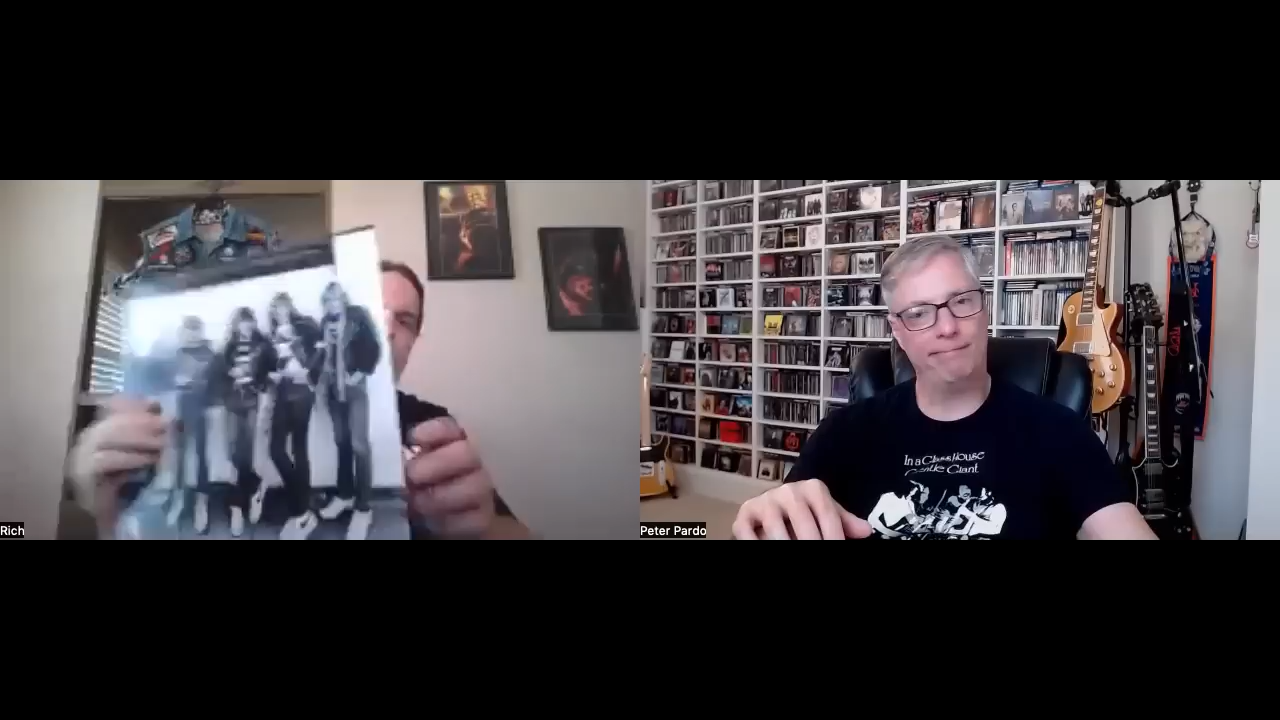 Rich
Peter Pardo
In a Glass House
Gentle Giant